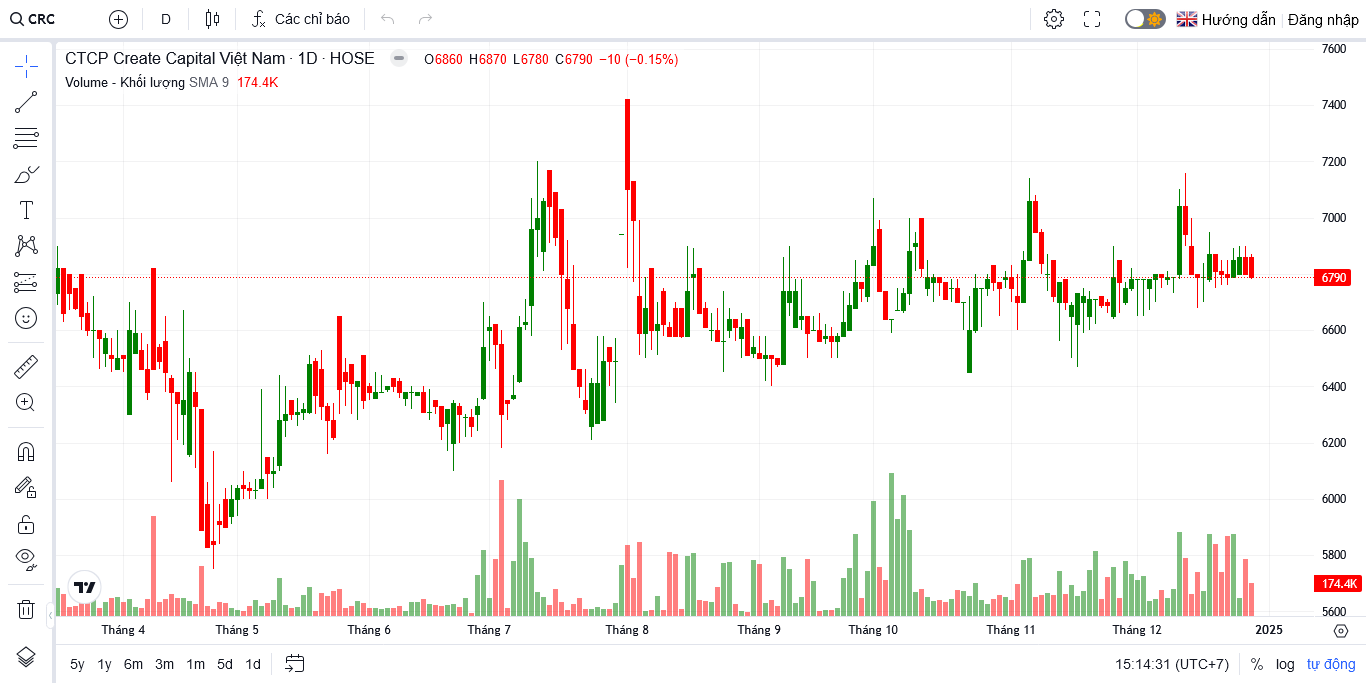 CRC D Các chỉ báo Hướng dẫn Đăng nhập
CTCP Create Capital Việt Nam · 1D · HOSE O6860 H6870 L6780 C6790 −10 (−0.15%)
Volume - Khối lượng SMA 9 174.4K
7600
7400
7200
7000
6790
6600
6400
6200
6000
5800
174.4K
5600
Tháng 4 Tháng 5 Tháng 6 Tháng 7 Tháng 8 Tháng 9 Tháng 10 Tháng 11 Tháng 12 2025
5y 1y 6m 3m 1m 5d 1d 15:14:31 (UTC+7) % log tự động